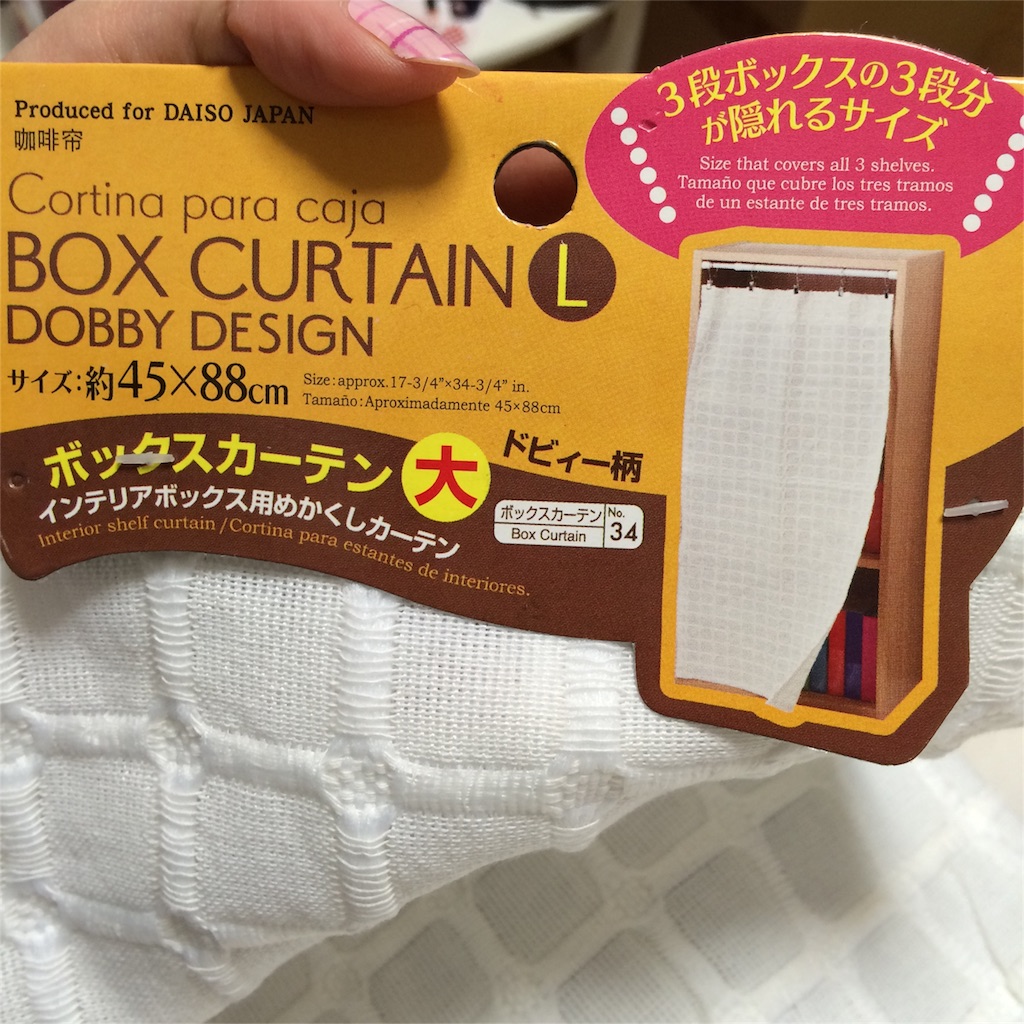 Produced for DAISO JAPAN
咖啡帘
Cortina para caja
BOX CURTAIN L
DOBBY DESIGN
サイズ:約45×88cm
Size:approx.17-3/4"×34-3/4" in.
Tamaño:Aproximadamente 45×88cm
3段ボックスの3段分
が隠れるサイズ
Size that covers all 3 shelves.
Tamaño que cubre los tres tramos
de un estante de tres tramos.
ボックスカーテン 大
ドビィー柄
インテリアボックス用めかくしカーテン
Interior shelf curtain/Cortina para estantes de interiores.
ボックスカーテン No.
Box Curtain 34